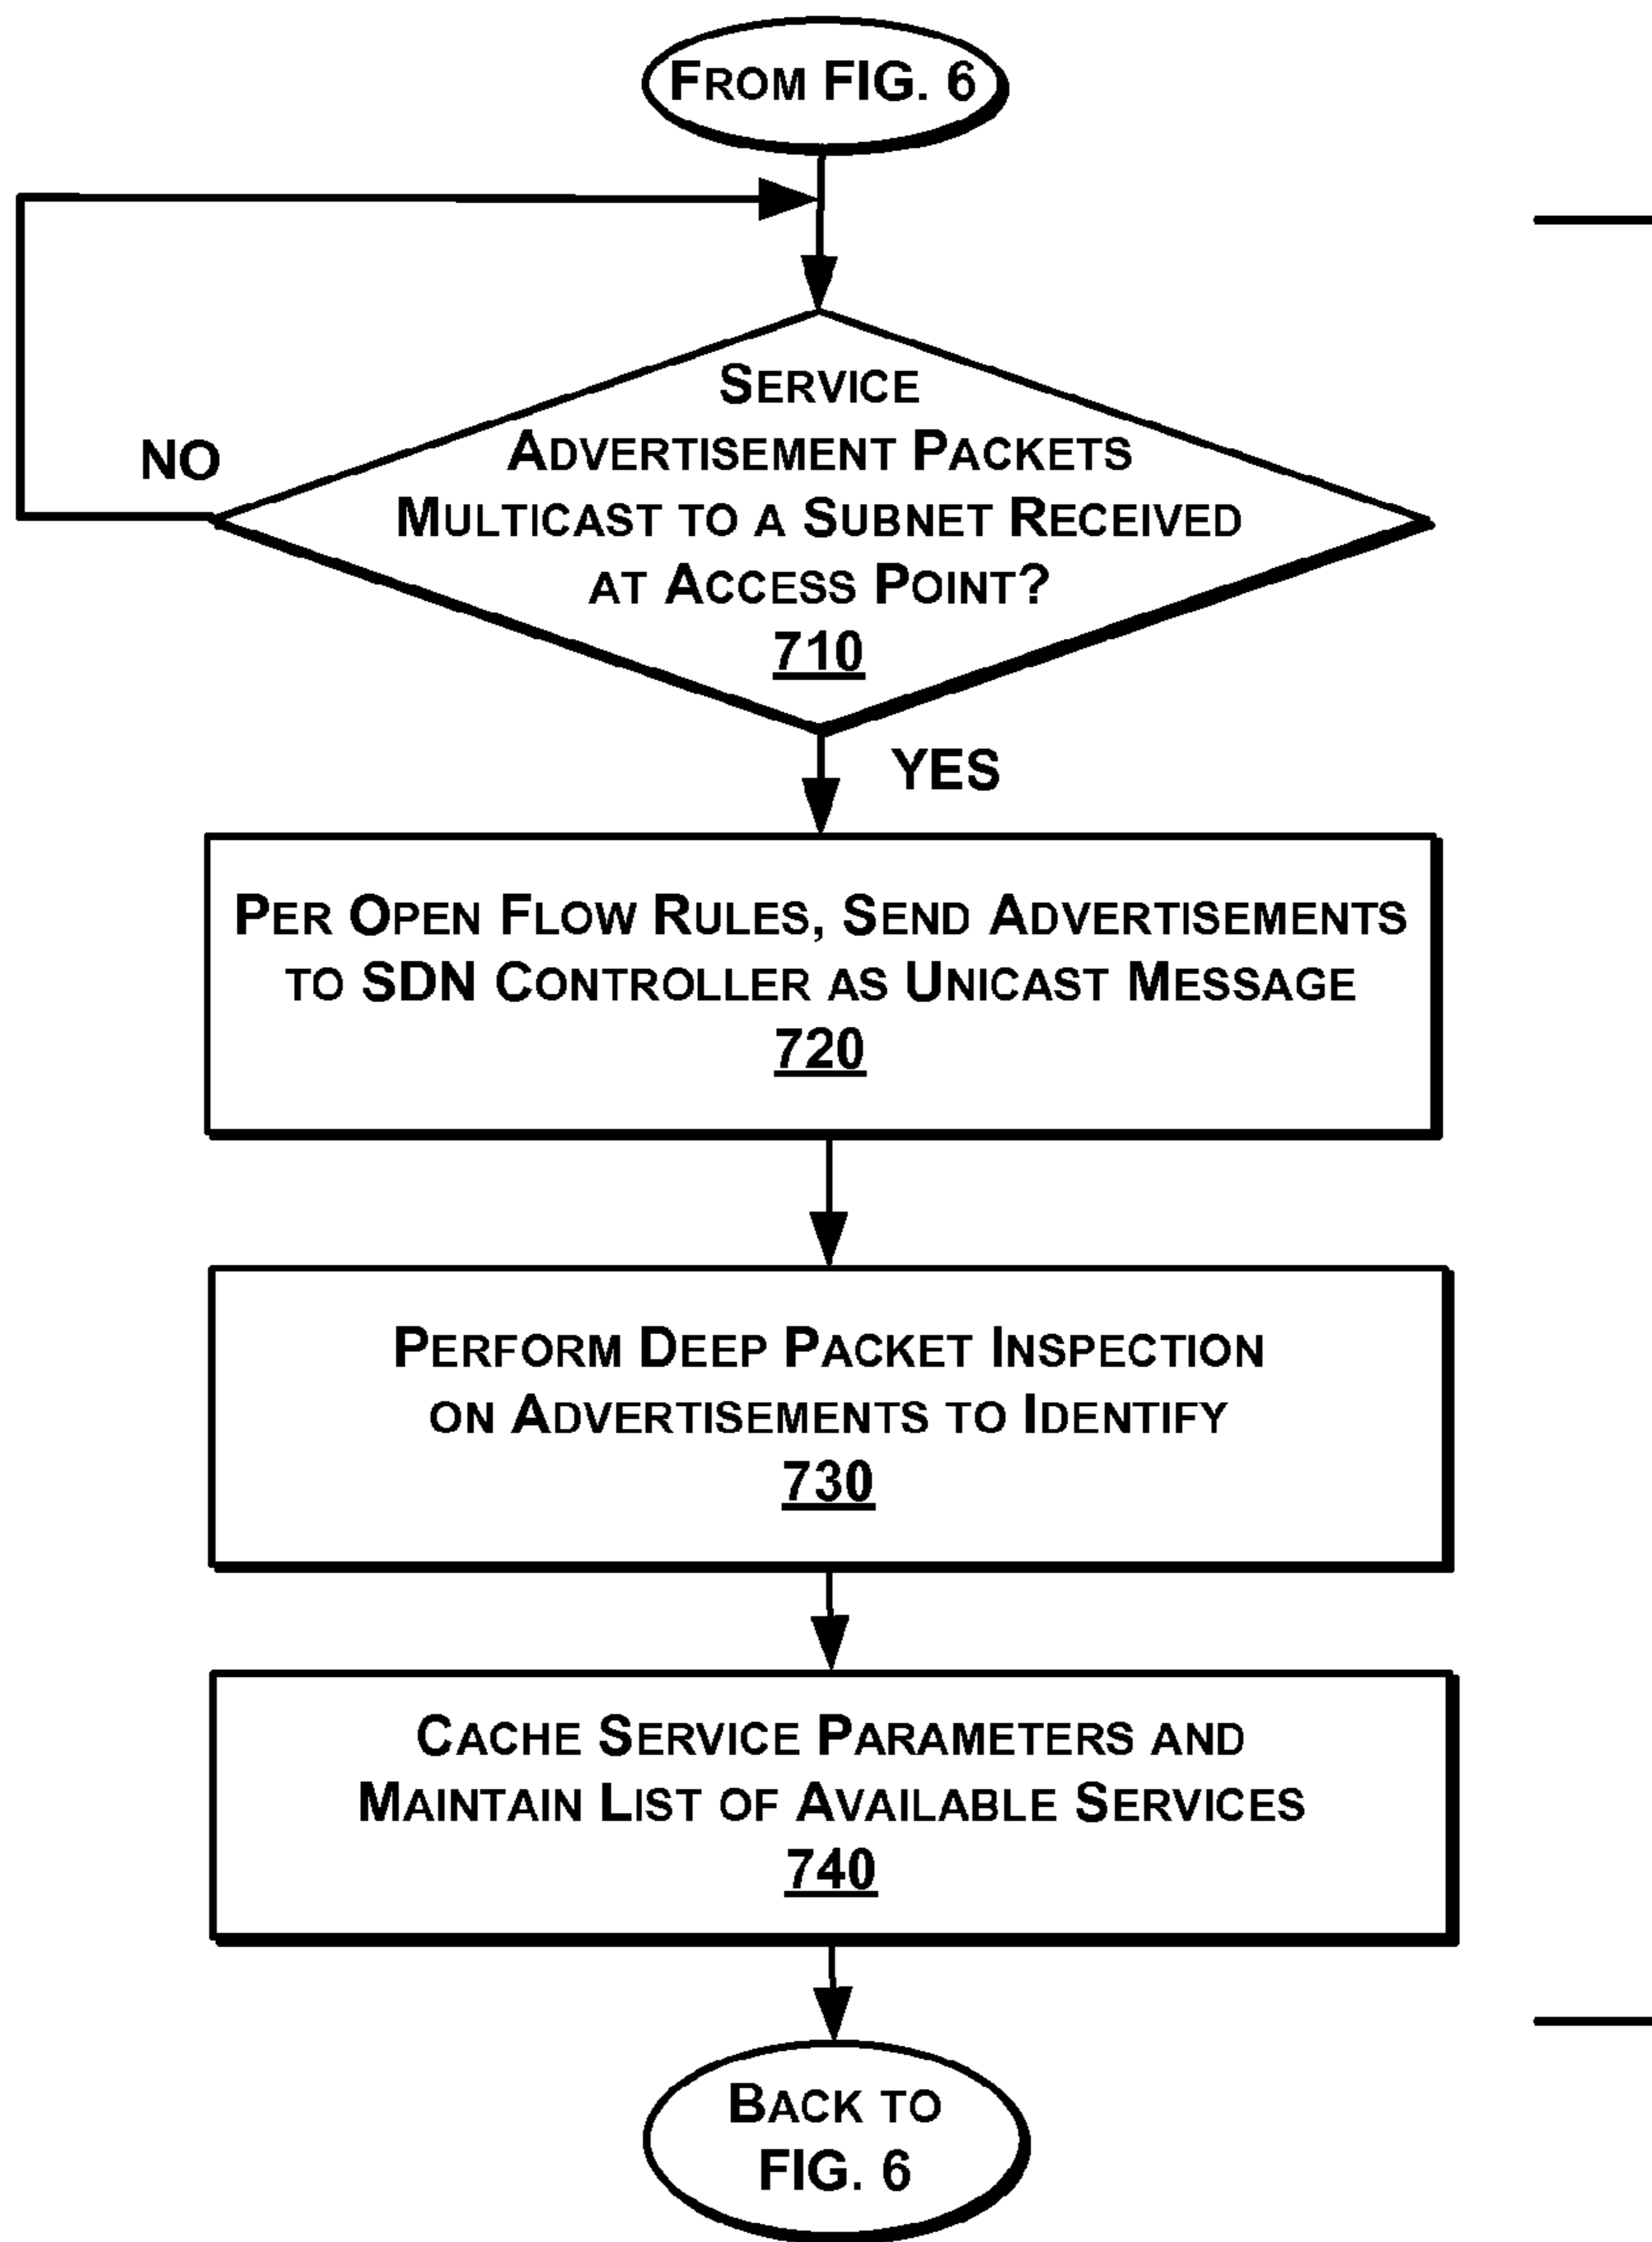 FROM FIG. 6
SERVICE
ADVERTISEMENT PACKETS
MULTICAST TO A SUBNET RECEIVED
AT ACCESS POINT?
710
NO
YES
PER OPEN FLOW RULES, SEND ADVERTISEMENTS
TO SDN CONTROLLER AS UNICAST MESSAGE
720
PERFORM DEEP PACKET INSPECTION
ON ADVERTISEMENTS TO IDENTIFY
730
CACHE SERVICE PARAMETERS AND
MAINTAIN LIST OF AVAILABLE SERVICES
740
BACK TO
FIG. 6